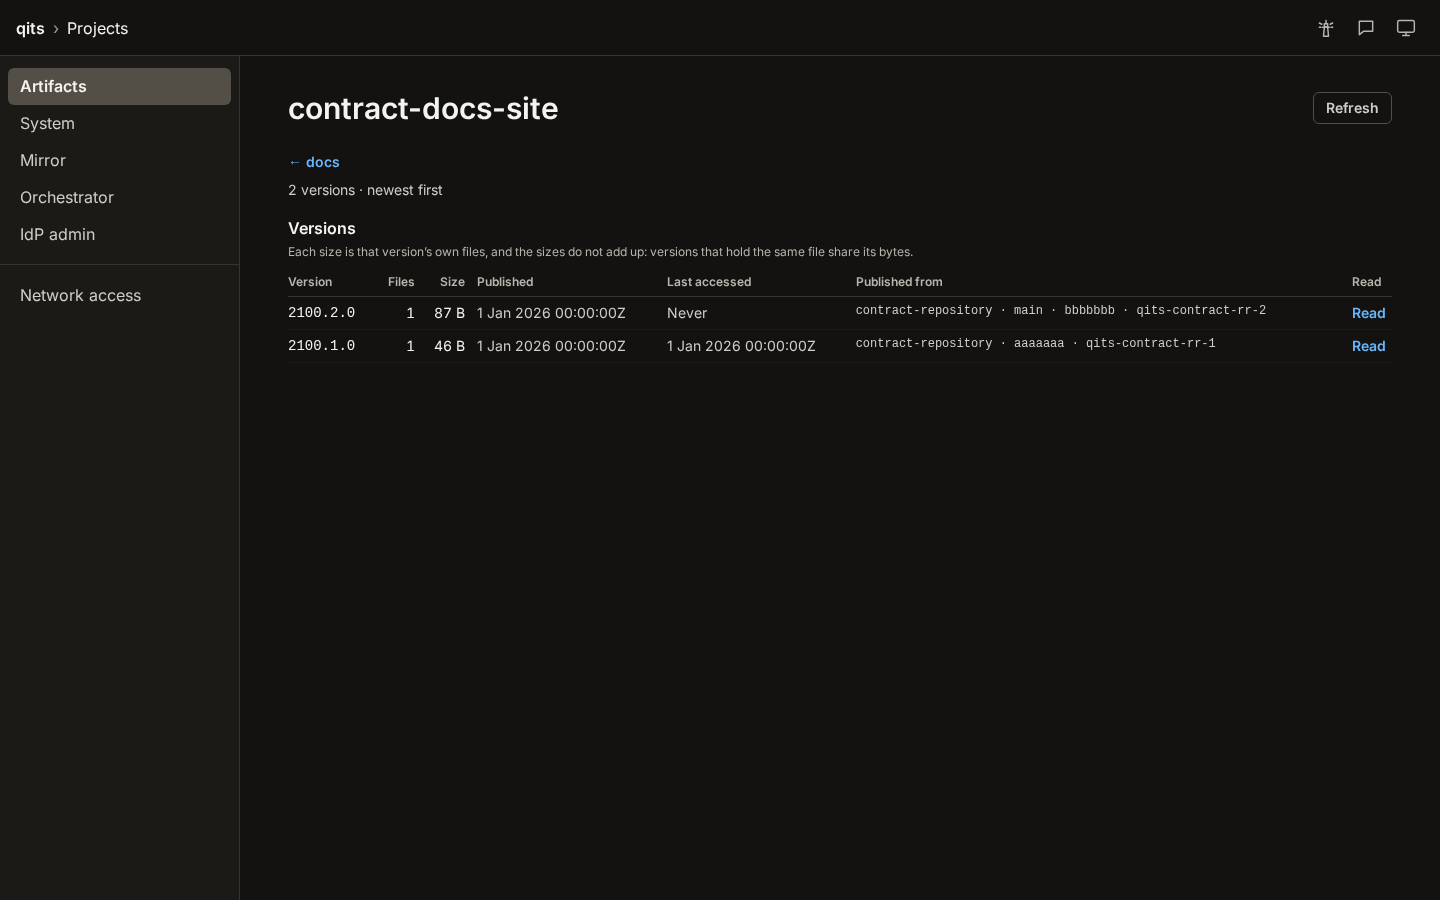 qits › Projects
Artifacts
System
Mirror
Orchestrator
IdP admin
Network access
contract-docs-site
Refresh
← docs
2 versions · newest first
Versions
Each size is that version’s own files, and the sizes do not add up: versions that hold the same file share its bytes.
Version Files Size Published Last accessed Published from Read
2100.2.0 1 87 B 1 Jan 2026 00:00:00Z Never contract-repository · main · bbbbbbb · qits-contract-rr-2 Read
2100.1.0 1 46 B 1 Jan 2026 00:00:00Z 1 Jan 2026 00:00:00Z contract-repository · aaaaaaa · qits-contract-rr-1 Read